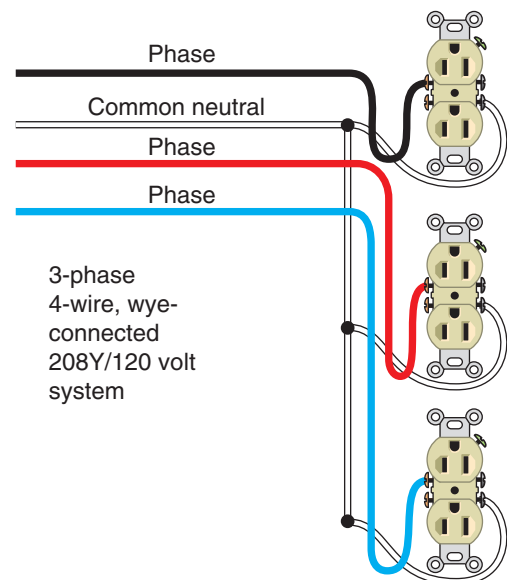 Phase
Common neutral
Phase
Phase
3-phase
4-wire, wye-
connected
208Y/120 volt
system